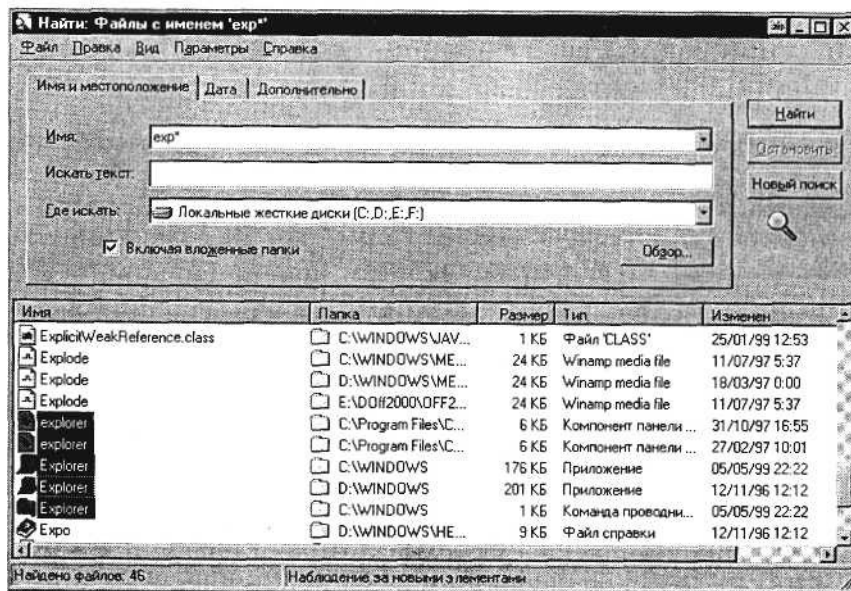 Найти: Файлы с именем 'exp*'
Файл Правка Вид Параметры Справка
Имя и местоположение Дата Дополнительно
Имя: exp*
Искать текст:
Где искать: Локальные жесткие диски (C:,D:,E:,F:)
Включая вложенные папки
Обзор...
Найти
Остановить
Новый поиск
Имя Папка Размер Тип Изменен
ExplicitWeakReference.class C:\WINDOWS\JAV... 1 КБ Файл 'CLASS' 25/01/99 12:53
Explode C:\WINDOWS\ME... 24 КБ Winamp media file 11/07/97 5:37
Explode D:\WINDOWS\ME... 24 КБ Winamp media file 18/03/97 0:00
Explode E:\DOff2000\OFF2... 24 КБ Winamp media file 11/07/97 5:37
explorer C:\Program Files\C... 6 КБ Компонент панели ... 31/10/97 16:55
explorer C:\Program Files\C... 6 КБ Компонент панели ... 27/02/97 10:01
Explorer C:\WINDOWS 176 КБ Приложение 05/05/99 22:22
Explorer D:\WINDOWS 201 КБ Приложение 12/11/96 12:12
Explorer C:\WINDOWS 1 КБ Команда проводни... 05/05/99 22:22
Expo D:\WINDOWS\HE... 9 КБ Файл справки 12/11/96 12:12
Найдено файлов: 46 Наблюдение за новыми элементами